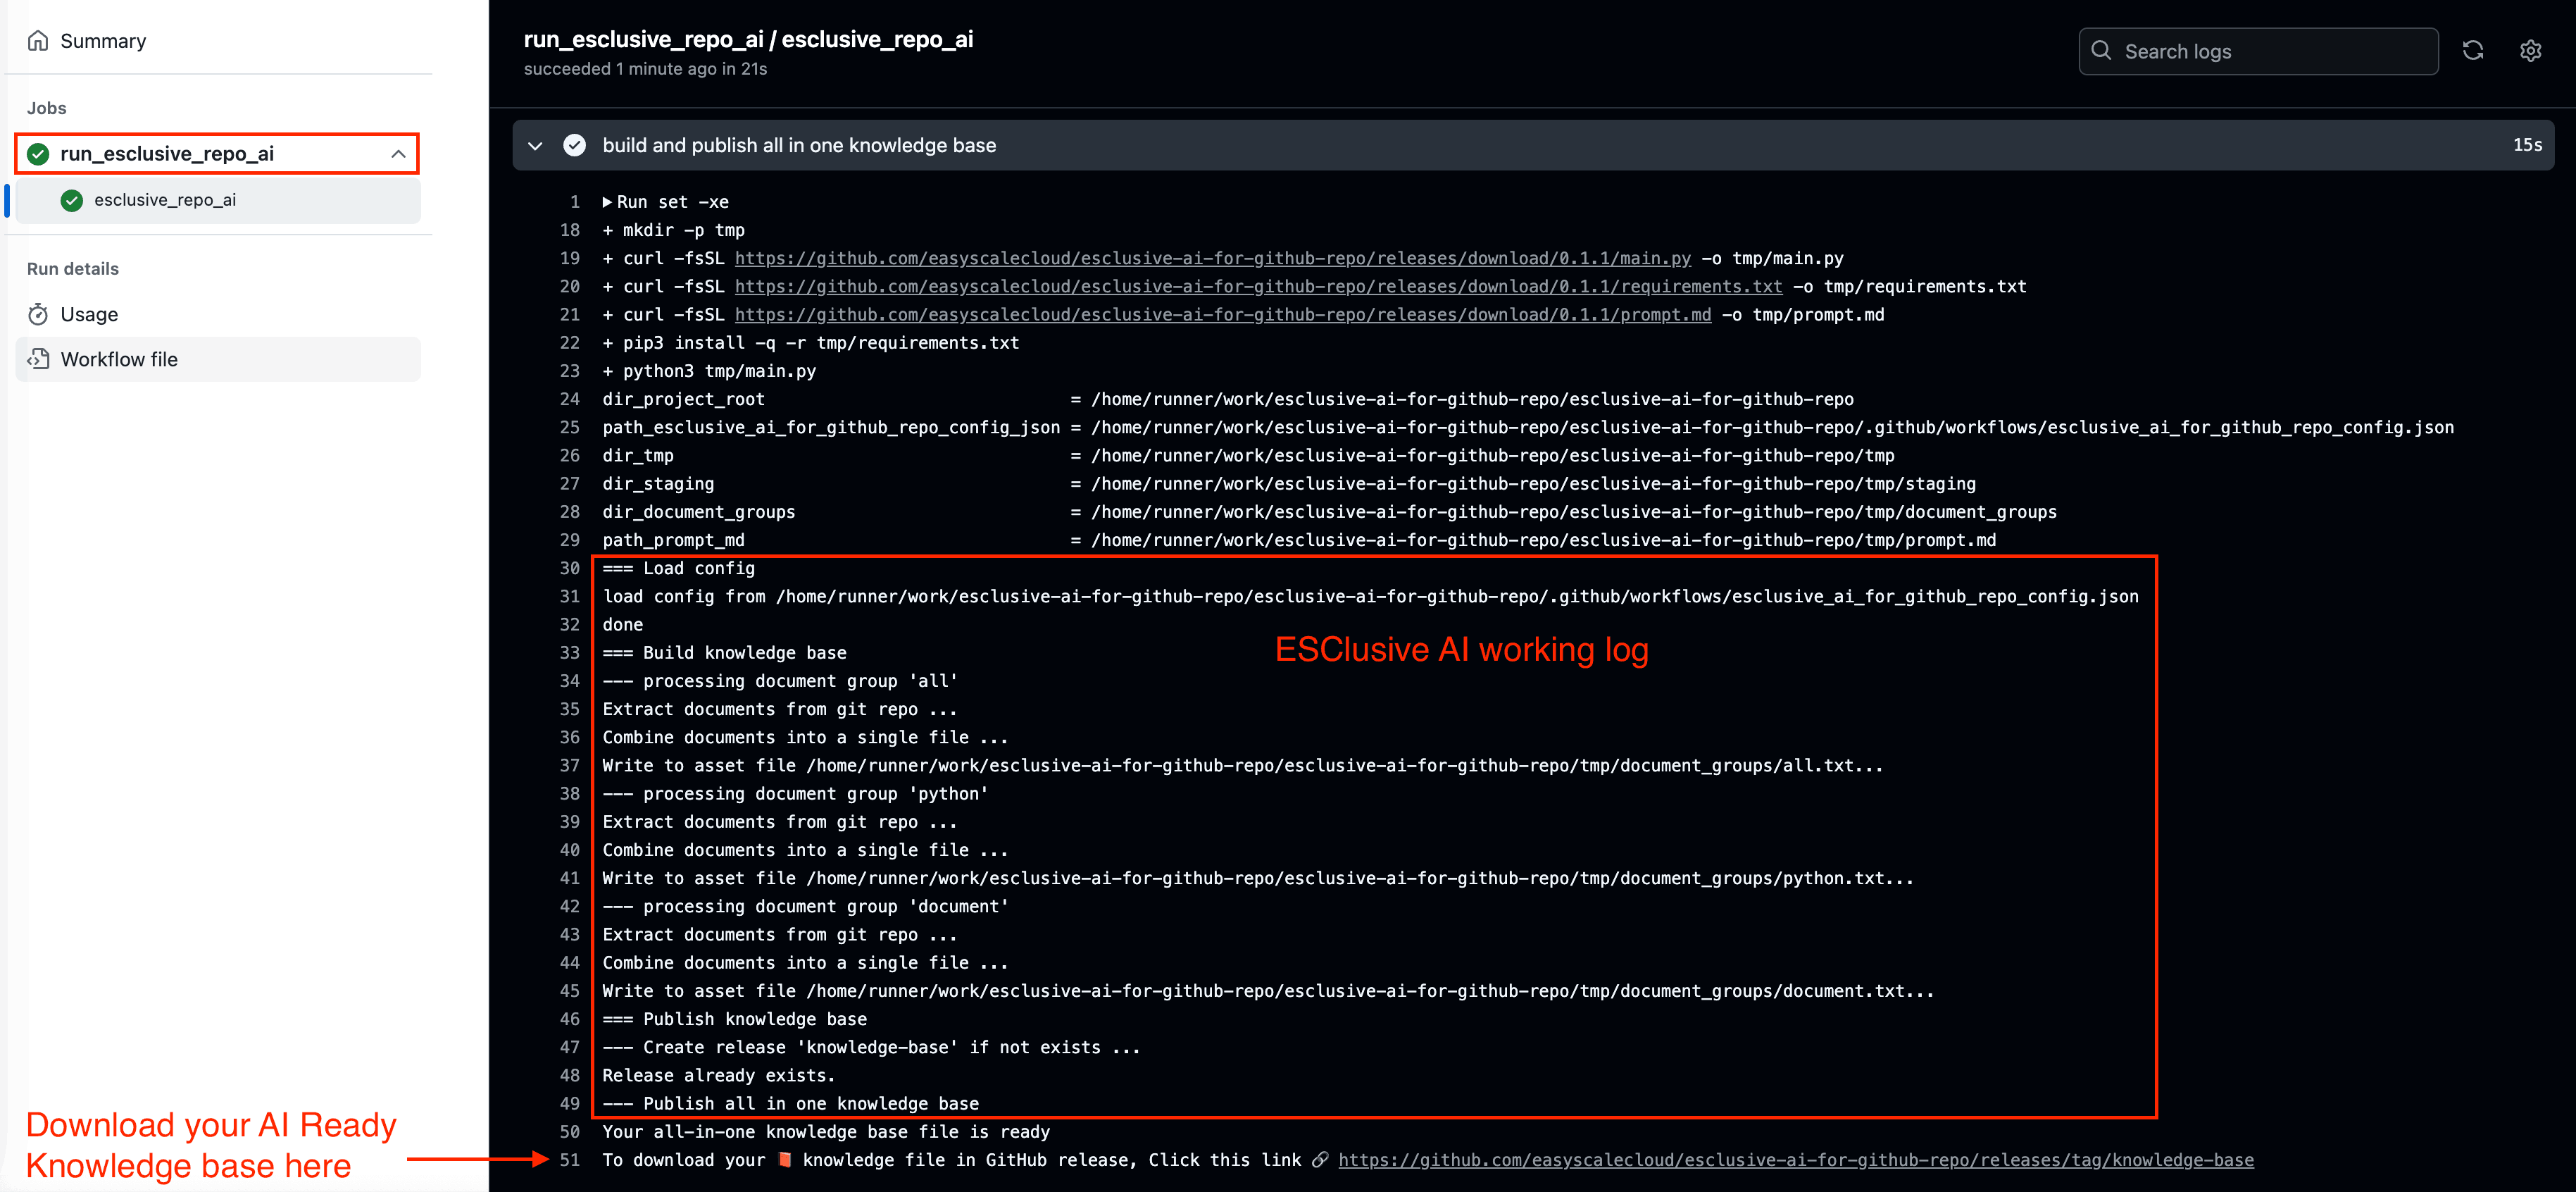 Summary
Jobs
run_esclusive_repo_ai
esclusive_repo_ai
Run details
Usage
Workflow file
run_esclusive_repo_ai / esclusive_repo_ai
succeeded 1 minute ago in 21s
Search logs
build and publish all in one knowledge base 15s
1 Run set -xe
18 + mkdir -p tmp
19 + curl -fsSL https://github.com/easyscalecloud/esclusive-ai-for-github-repo/releases/download/0.1.1/main.py -o tmp/main.py
20 + curl -fsSL https://github.com/easyscalecloud/esclusive-ai-for-github-repo/releases/download/0.1.1/requirements.txt -o tmp/requirements.txt
21 + curl -fsSL https://github.com/easyscalecloud/esclusive-ai-for-github-repo/releases/download/0.1.1/prompt.md -o tmp/prompt.md
22 + pip3 install -q -r tmp/requirements.txt
23 + python3 tmp/main.py
24 dir_project_root = /home/runner/work/esclusive-ai-for-github-repo/esclusive-ai-for-github-repo
25 path_esclusive_ai_for_github_repo_config_json = /home/runner/work/esclusive-ai-for-github-repo/esclusive-ai-for-github-repo/.github/workflows/esclusive_ai_for_github_repo_config.json
26 dir_tmp = /home/runner/work/esclusive-ai-for-github-repo/esclusive-ai-for-github-repo/tmp
27 dir_staging = /home/runner/work/esclusive-ai-for-github-repo/esclusive-ai-for-github-repo/tmp/staging
28 dir_document_groups = /home/runner/work/esclusive-ai-for-github-repo/esclusive-ai-for-github-repo/tmp/document_groups
29 path_prompt_md = /home/runner/work/esclusive-ai-for-github-repo/esclusive-ai-for-github-repo/tmp/prompt.md
30 === Load config
31 load config from /home/runner/work/esclusive-ai-for-github-repo/esclusive-ai-for-github-repo/.github/workflows/esclusive_ai_for_github_repo_config.json
32 done
33 === Build knowledge base
ESClusive AI working log
34 --- processing document group 'all'
35 Extract documents from git repo ...
36 Combine documents into a single file ...
37 Write to asset file /home/runner/work/esclusive-ai-for-github-repo/esclusive-ai-for-github-repo/tmp/document_groups/all.txt...
38 --- processing document group 'python'
39 Extract documents from git repo ...
40 Combine documents into a single file ...
41 Write to asset file /home/runner/work/esclusive-ai-for-github-repo/esclusive-ai-for-github-repo/tmp/document_groups/python.txt...
42 --- processing document group 'document'
43 Extract documents from git repo ...
44 Combine documents into a single file ...
45 Write to asset file /home/runner/work/esclusive-ai-for-github-repo/esclusive-ai-for-github-repo/tmp/document_groups/document.txt...
46 === Publish knowledge base
47 --- Create release 'knowledge-base' if not exists ...
48 Release already exists.
49 --- Publish all in one knowledge base
50 Your all-in-one knowledge base file is ready
51 To download your 📕 knowledge file in GitHub release, Click this link 🔗 https://github.com/easyscalecloud/esclusive-ai-for-github-repo/releases/tag/knowledge-base
Download your AI Ready
Knowledge base here